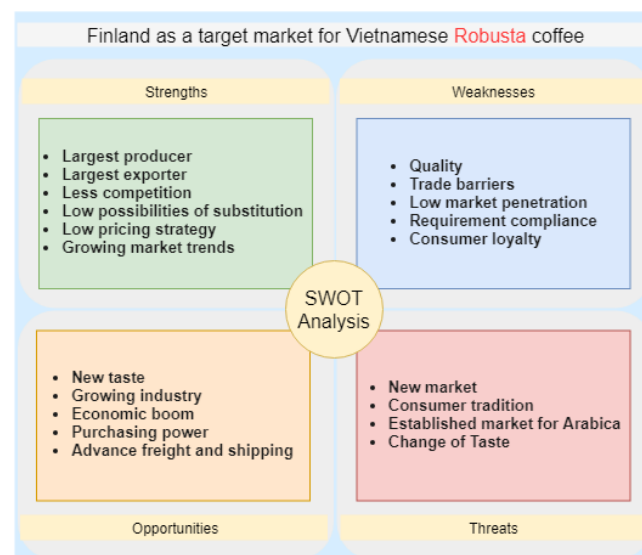 Finland as a target market for Vietnamese Robusta coffee
Strengths
Weaknesses
Largest producer
Largest exporter
Less competition
Low possibilities of substitution
Low pricing strategy
Growing market trends
Quality
Trade barriers
Low market penetration
Requirement compliance
Consumer loyalty
SWOT
Analysis
New taste
Growing industry
Economic boom
Purchasing power
Advance freight and shipping
New market
Consumer tradition
Established market for Arabica
Change of Taste
Opportunities
Threats